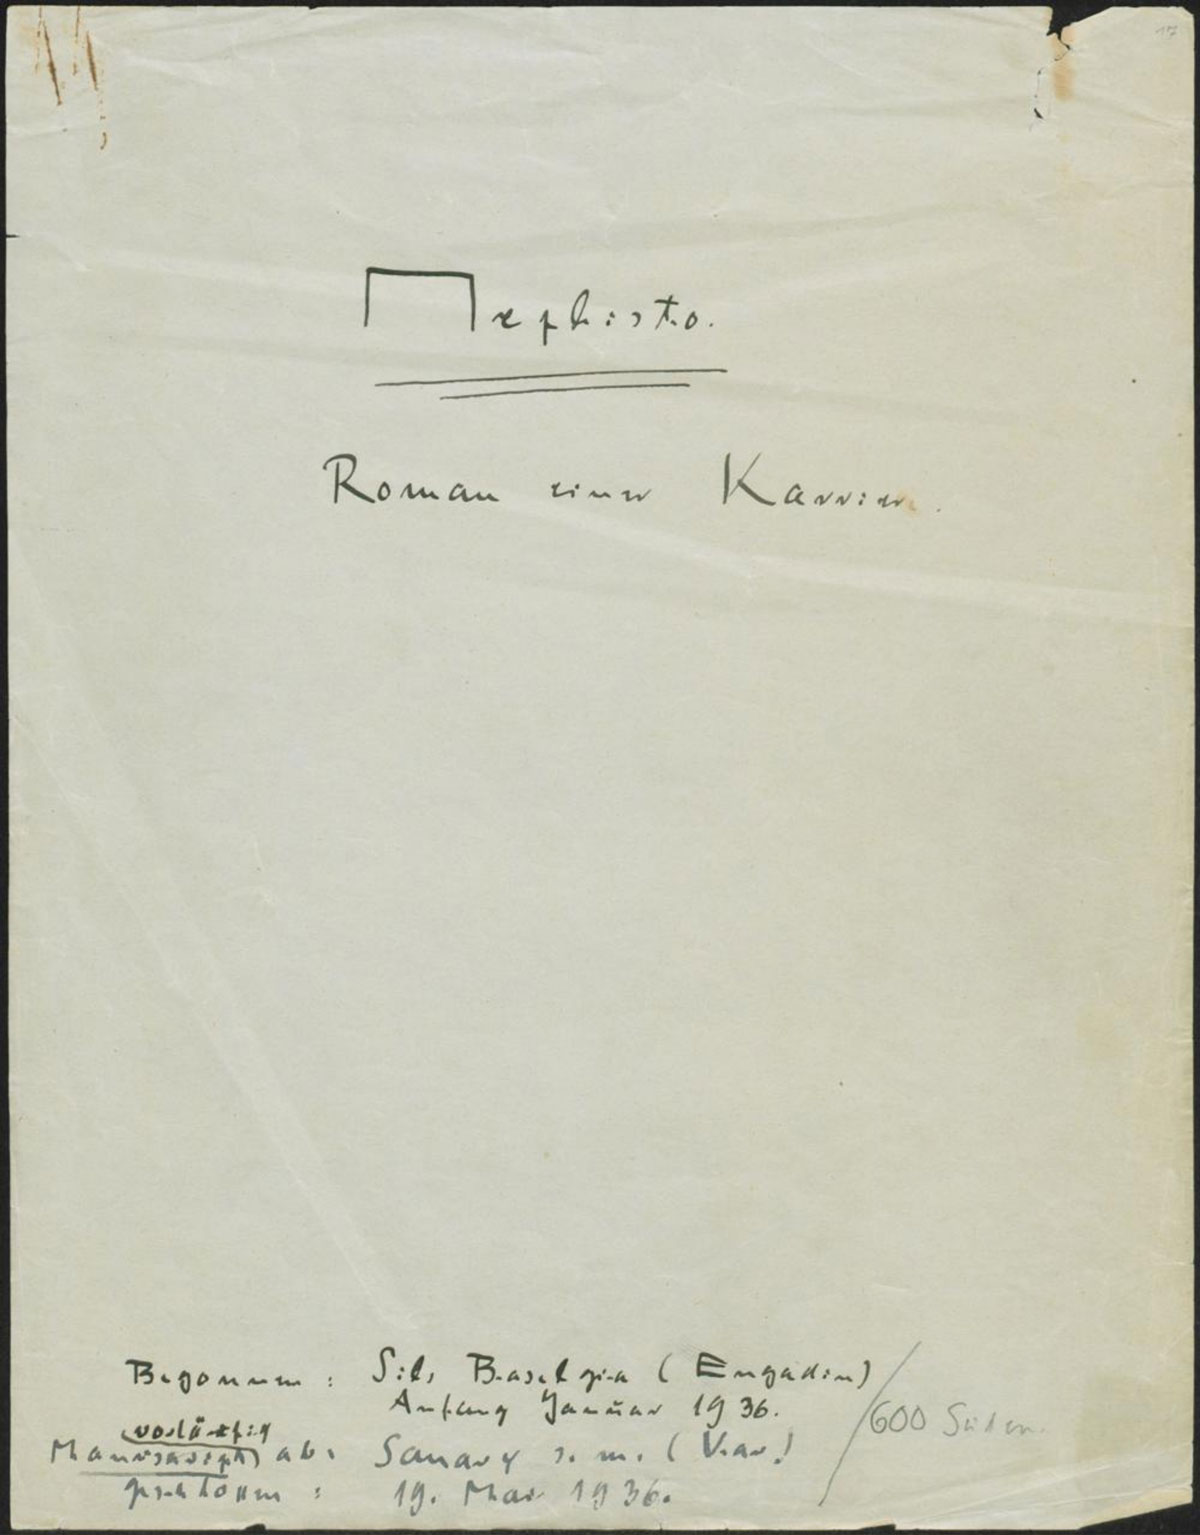 17
Mephisto.
Roman einer Karriere.
Begonnen : Sils Baselgia (Engadin)
Anfang Januar 1936.
600 Seiten.
vorläufig
Manuskript ab- Sanary s. m. (Var)
geschlossen : 19. Mai 1936.